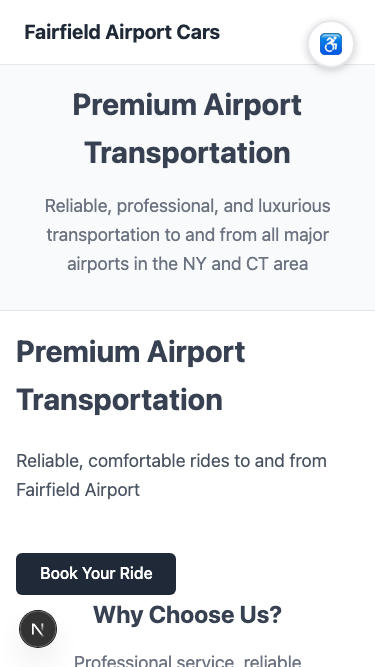 Fairfield Airport Cars
Premium Airport
Transportation
Reliable, professional, and luxurious
transportation to and from all major
airports in the NY and CT area
Premium Airport
Transportation
Reliable, comfortable rides to and from
Fairfield Airport
Book Your Ride
N
Why Choose Us?
Professional service, reliable